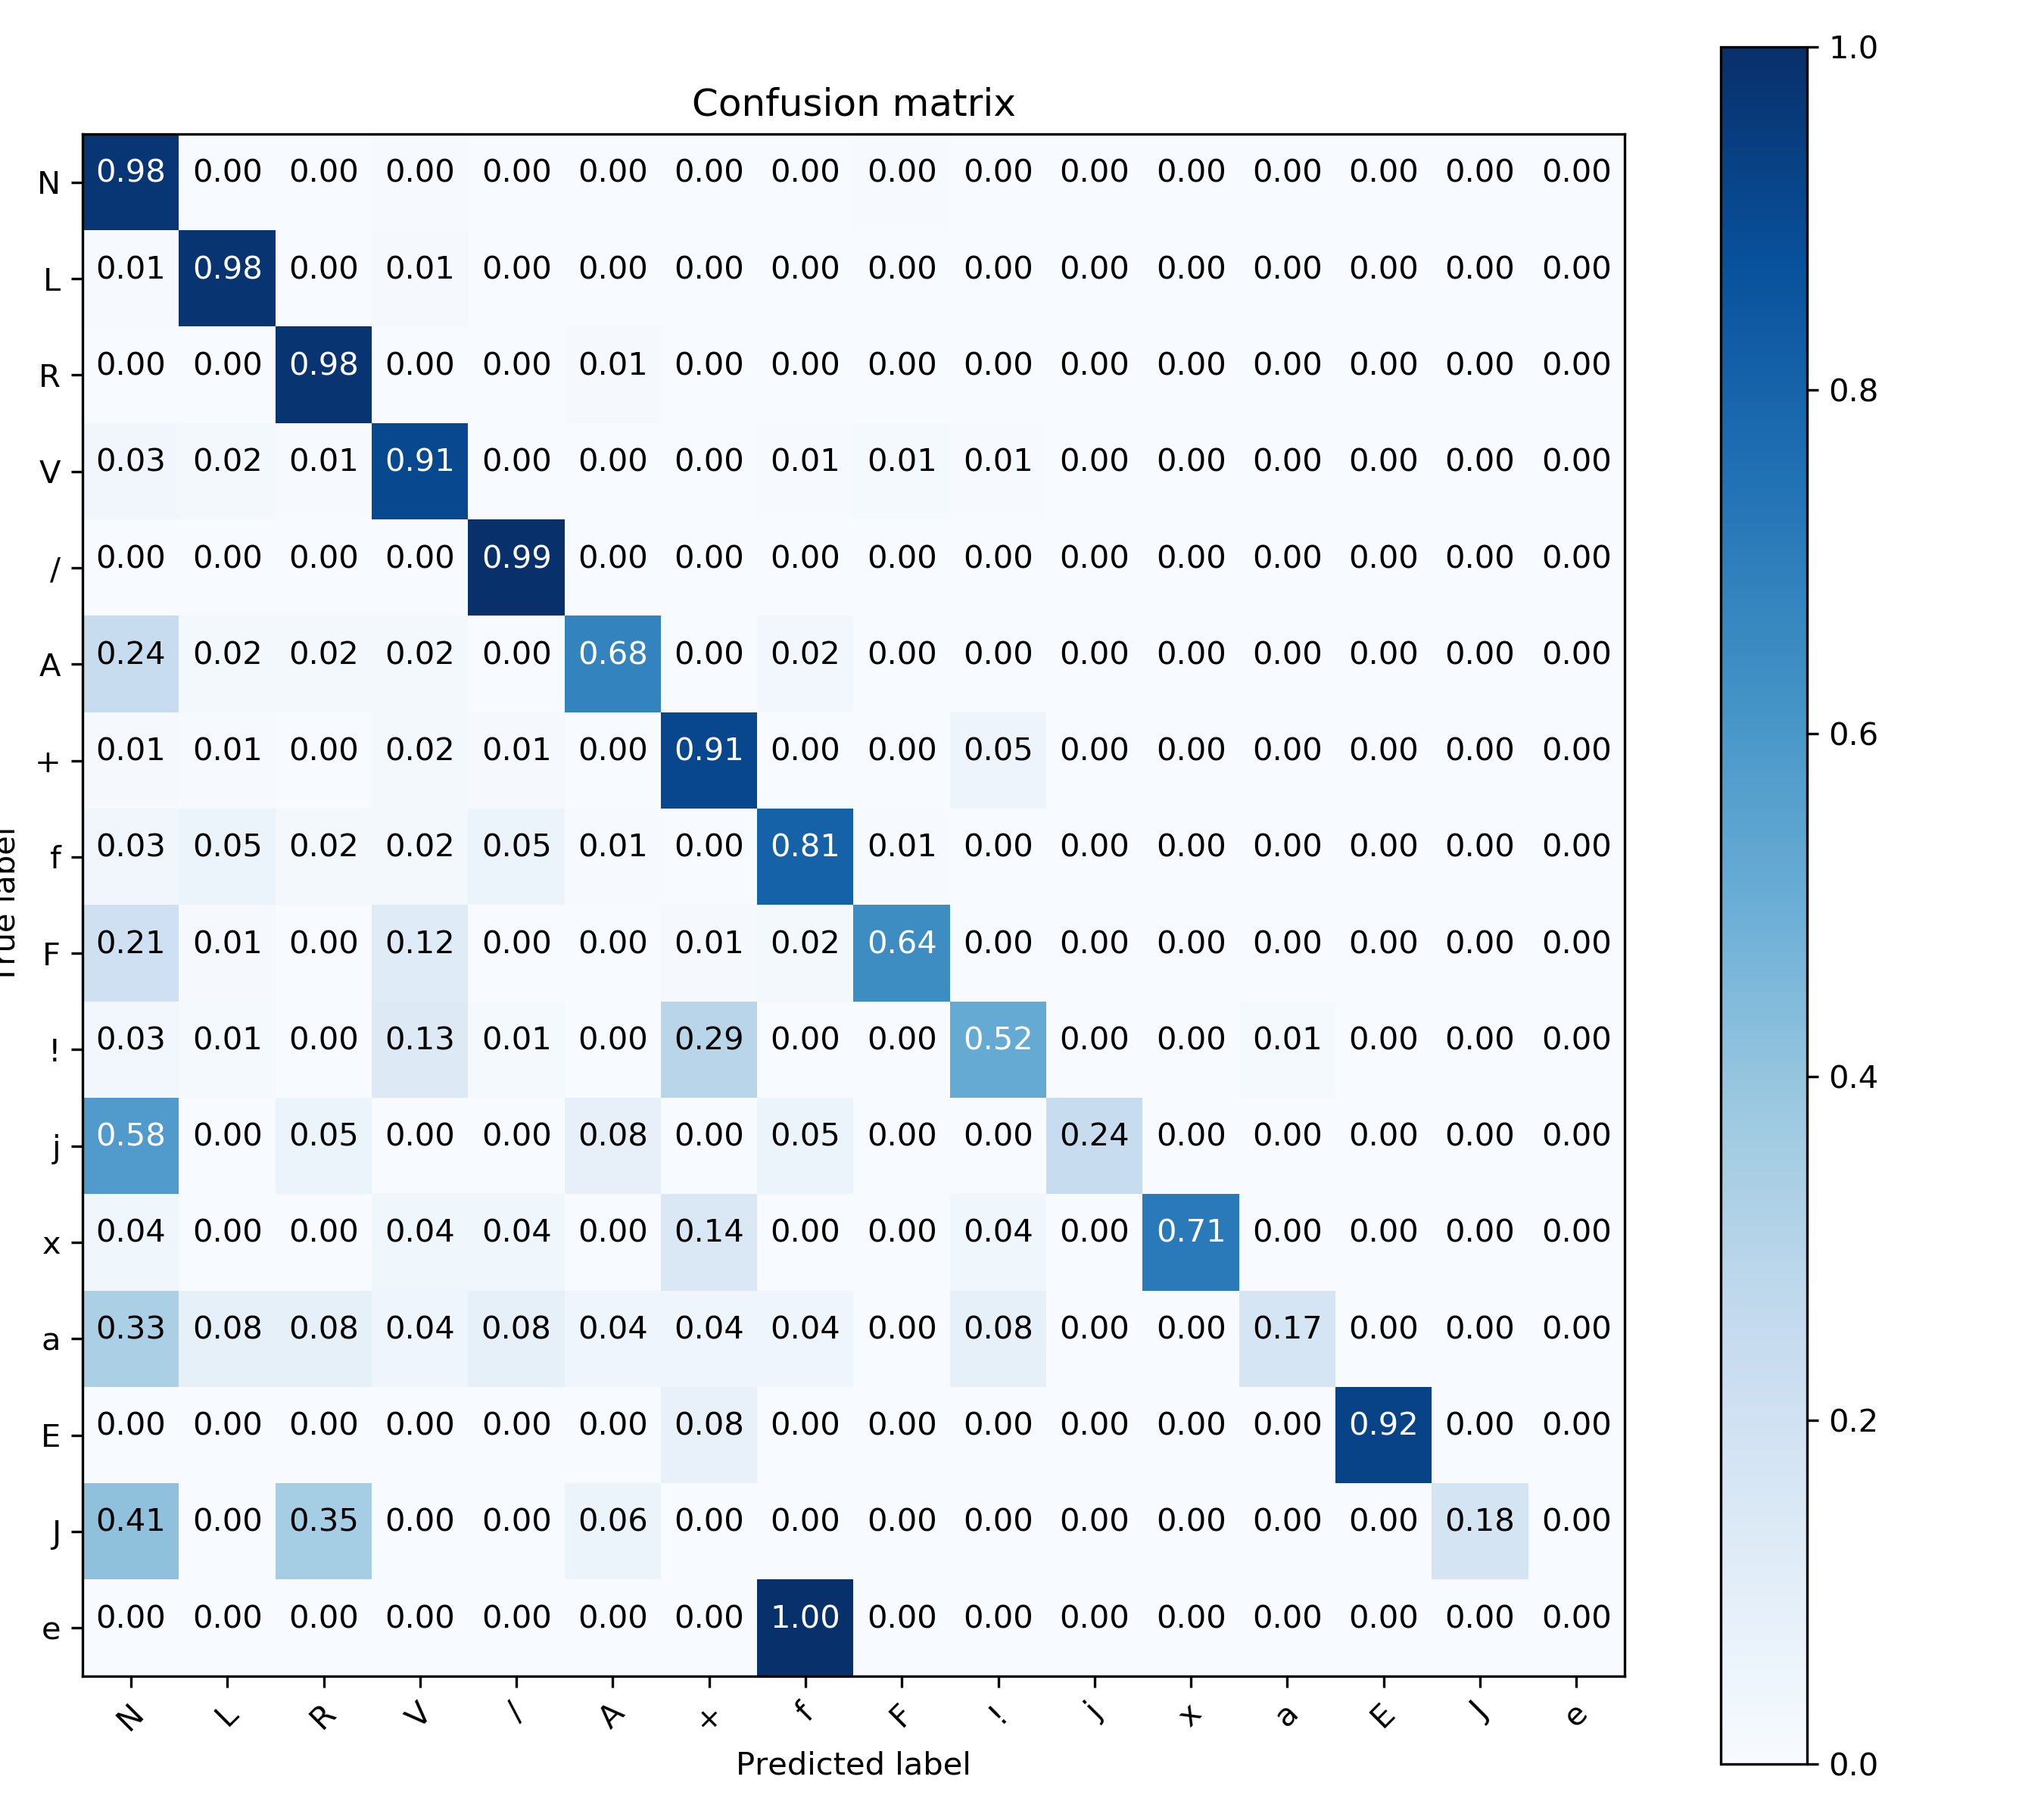 Confusion matrix
1.0
N 0.98 0.00 0.00 0.00 0.00 0.00 0.00 0.00 0.00 0.00 0.00 0.00 0.00 0.00 0.00 0.00
L 0.01 0.98 0.00 0.01 0.00 0.00 0.00 0.00 0.00 0.00 0.00 0.00 0.00 0.00 0.00 0.00
R 0.00 0.00 0.98 0.00 0.00 0.01 0.00 0.00 0.00 0.00 0.00 0.00 0.00 0.00 0.00 0.00
0.8
V 0.03 0.02 0.01 0.91 0.00 0.00 0.00 0.01 0.01 0.01 0.00 0.00 0.00 0.00 0.00 0.00
/ 0.00 0.00 0.00 0.00 0.99 0.00 0.00 0.00 0.00 0.00 0.00 0.00 0.00 0.00 0.00 0.00
A 0.24 0.02 0.02 0.02 0.00 0.68 0.00 0.02 0.00 0.00 0.00 0.00 0.00 0.00 0.00 0.00
+ 0.01 0.01 0.00 0.02 0.01 0.00 0.91 0.00 0.00 0.05 0.00 0.00 0.00 0.00 0.00 0.00
0.6
f 0.03 0.05 0.02 0.02 0.05 0.01 0.00 0.81 0.01 0.00 0.00 0.00 0.00 0.00 0.00 0.00
True label
F 0.21 0.01 0.00 0.12 0.00 0.00 0.01 0.02 0.64 0.00 0.00 0.00 0.00 0.00 0.00 0.00
! 0.03 0.01 0.00 0.13 0.01 0.00 0.29 0.00 0.00 0.52 0.00 0.00 0.01 0.00 0.00 0.00
0.4
j 0.58 0.00 0.05 0.00 0.00 0.08 0.00 0.05 0.00 0.00 0.24 0.00 0.00 0.00 0.00 0.00
x 0.04 0.00 0.00 0.04 0.04 0.00 0.14 0.00 0.00 0.04 0.00 0.71 0.00 0.00 0.00 0.00
a 0.33 0.08 0.08 0.04 0.08 0.04 0.04 0.04 0.00 0.08 0.00 0.00 0.17 0.00 0.00 0.00
0.2
E 0.00 0.00 0.00 0.00 0.00 0.00 0.08 0.00 0.00 0.00 0.00 0.00 0.00 0.92 0.00 0.00
J 0.41 0.00 0.35 0.00 0.00 0.06 0.00 0.00 0.00 0.00 0.00 0.00 0.00 0.00 0.18 0.00
e 0.00 0.00 0.00 0.00 0.00 0.00 0.00 1.00 0.00 0.00 0.00 0.00 0.00 0.00 0.00 0.00
N L R V / A + f F ! j x a E J e
Predicted label
0.0